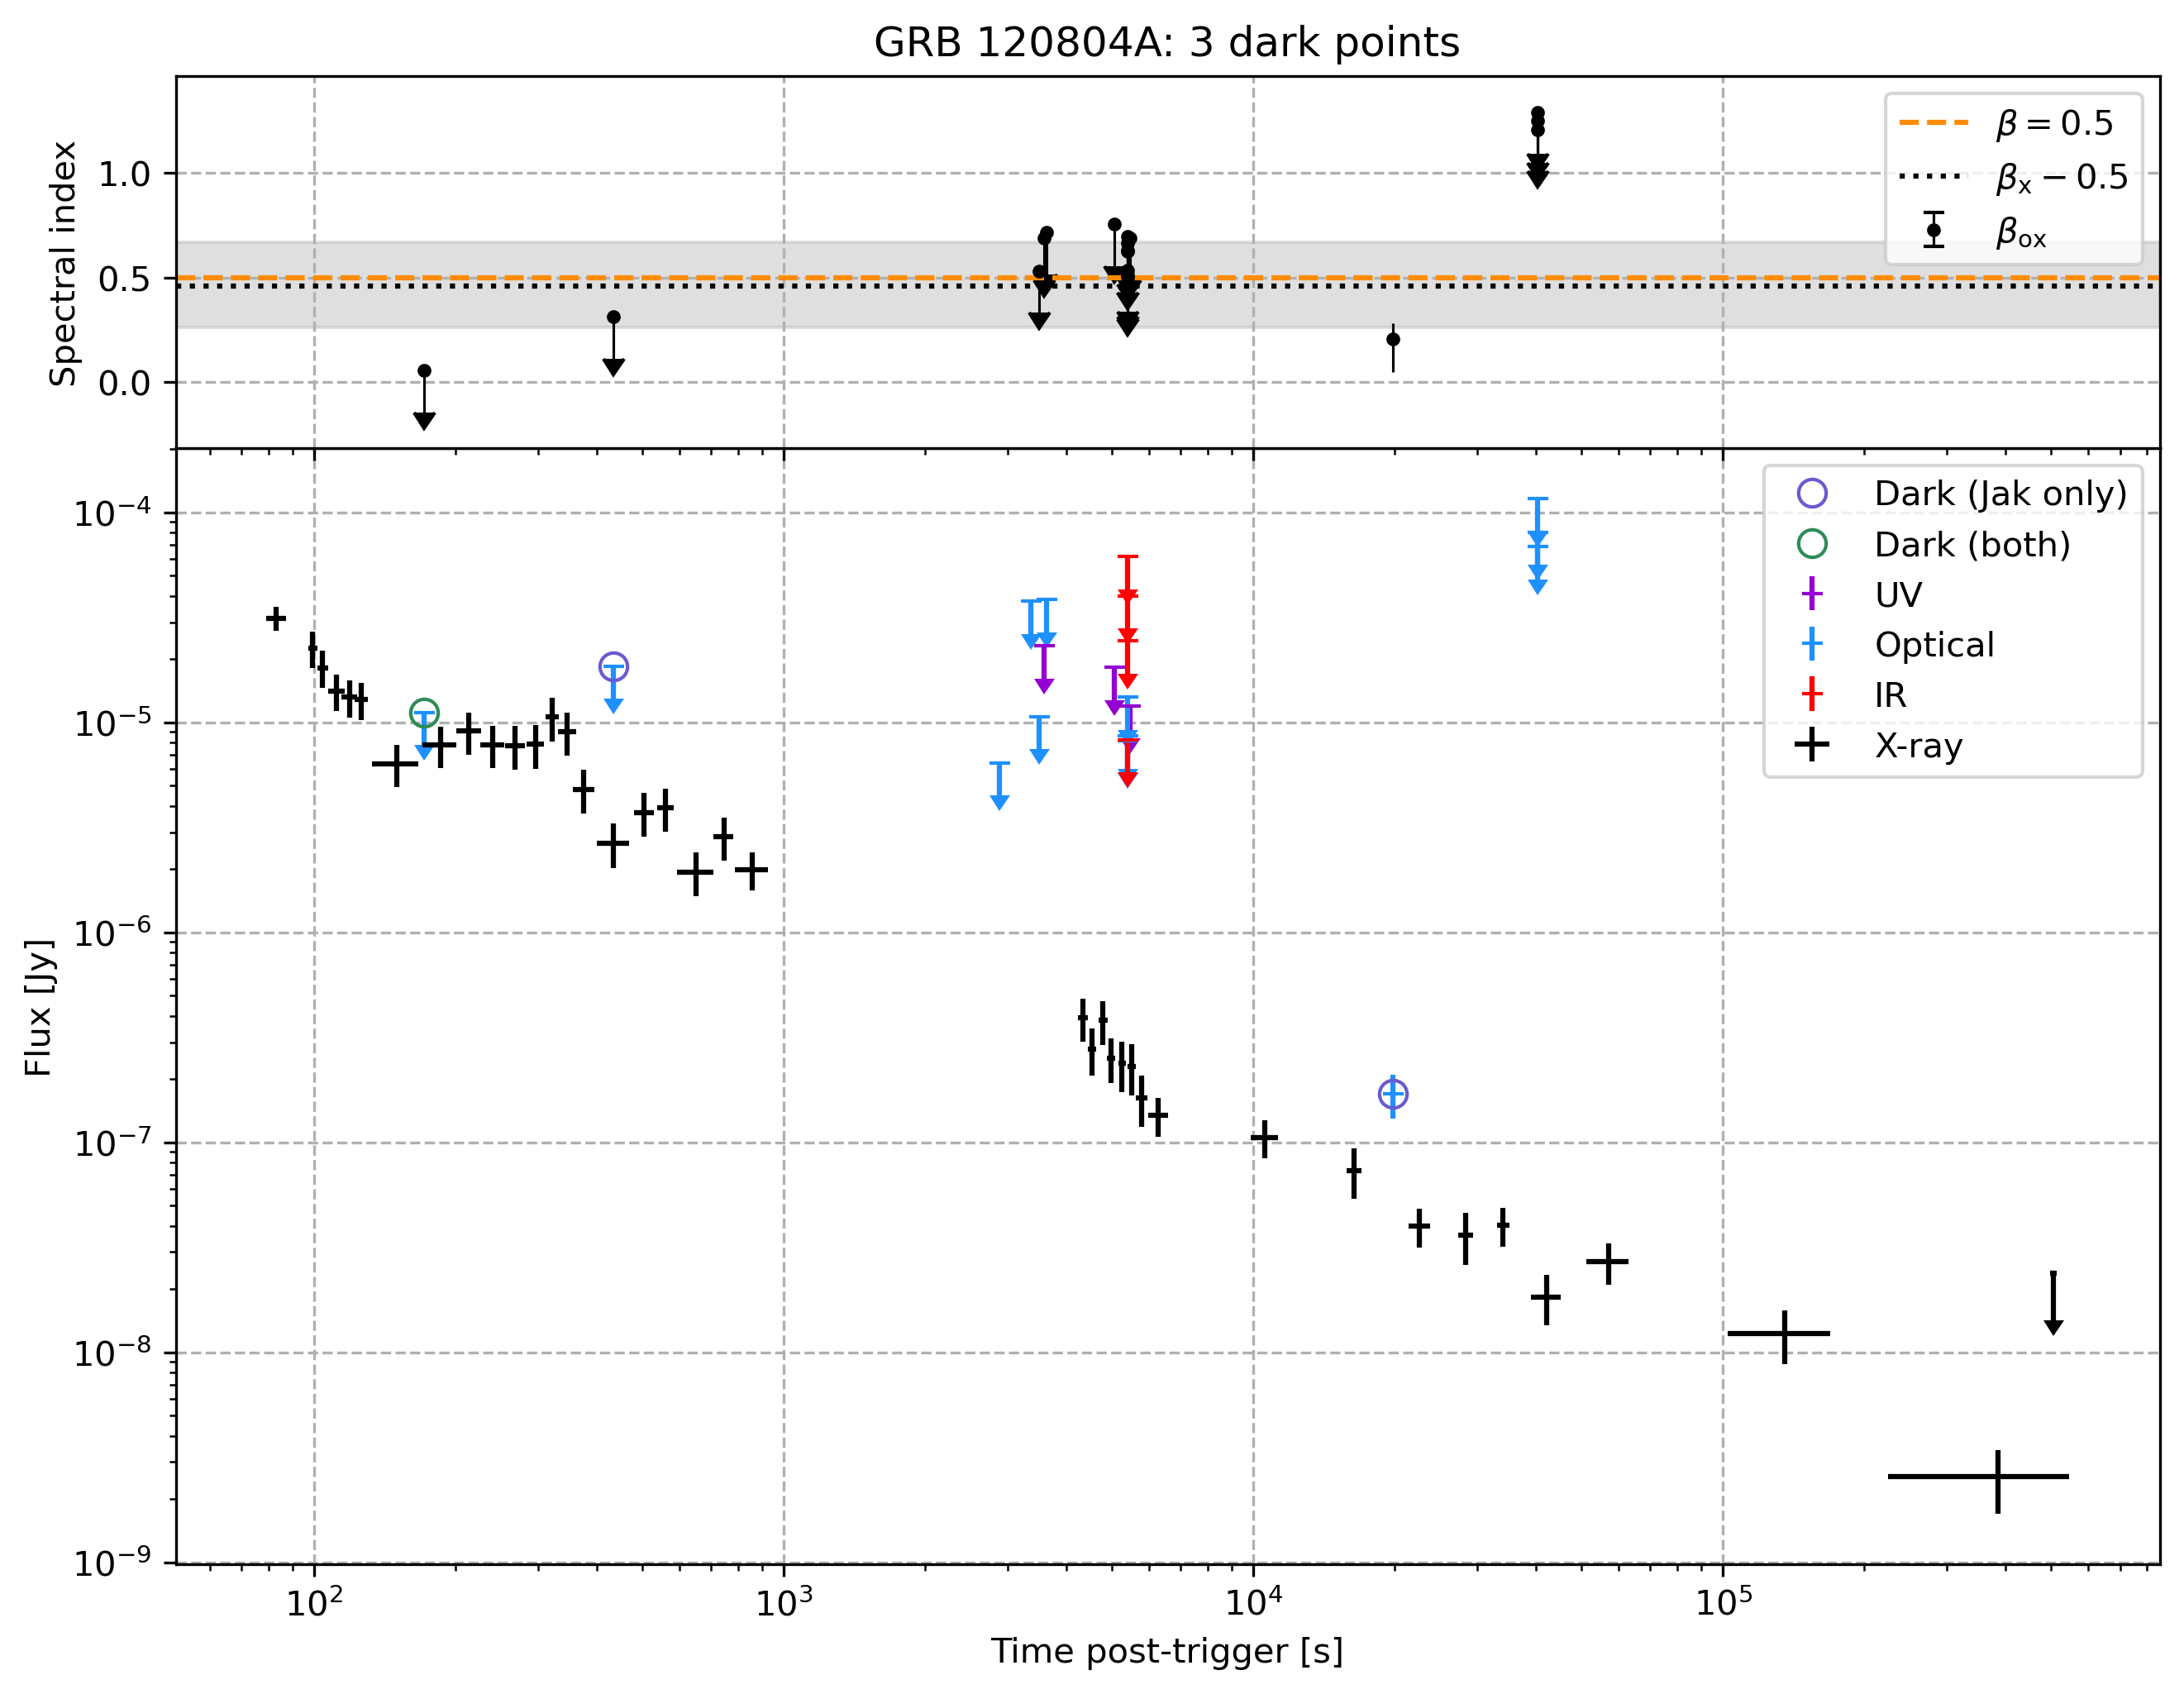 GRB 120804A: 3 dark points
Spectral index
1.0
0.5
0.0
β = 0.5
βₓ − 0.5
βₒₓ
Flux [Jy]
10⁻⁴
10⁻⁵
10⁻⁶
10⁻⁷
10⁻⁸
10⁻⁹
Dark (Jak only)
Dark (both)
UV
Optical
IR
X-ray
10² 10³ 10⁴ 10⁵
Time post-trigger [s]